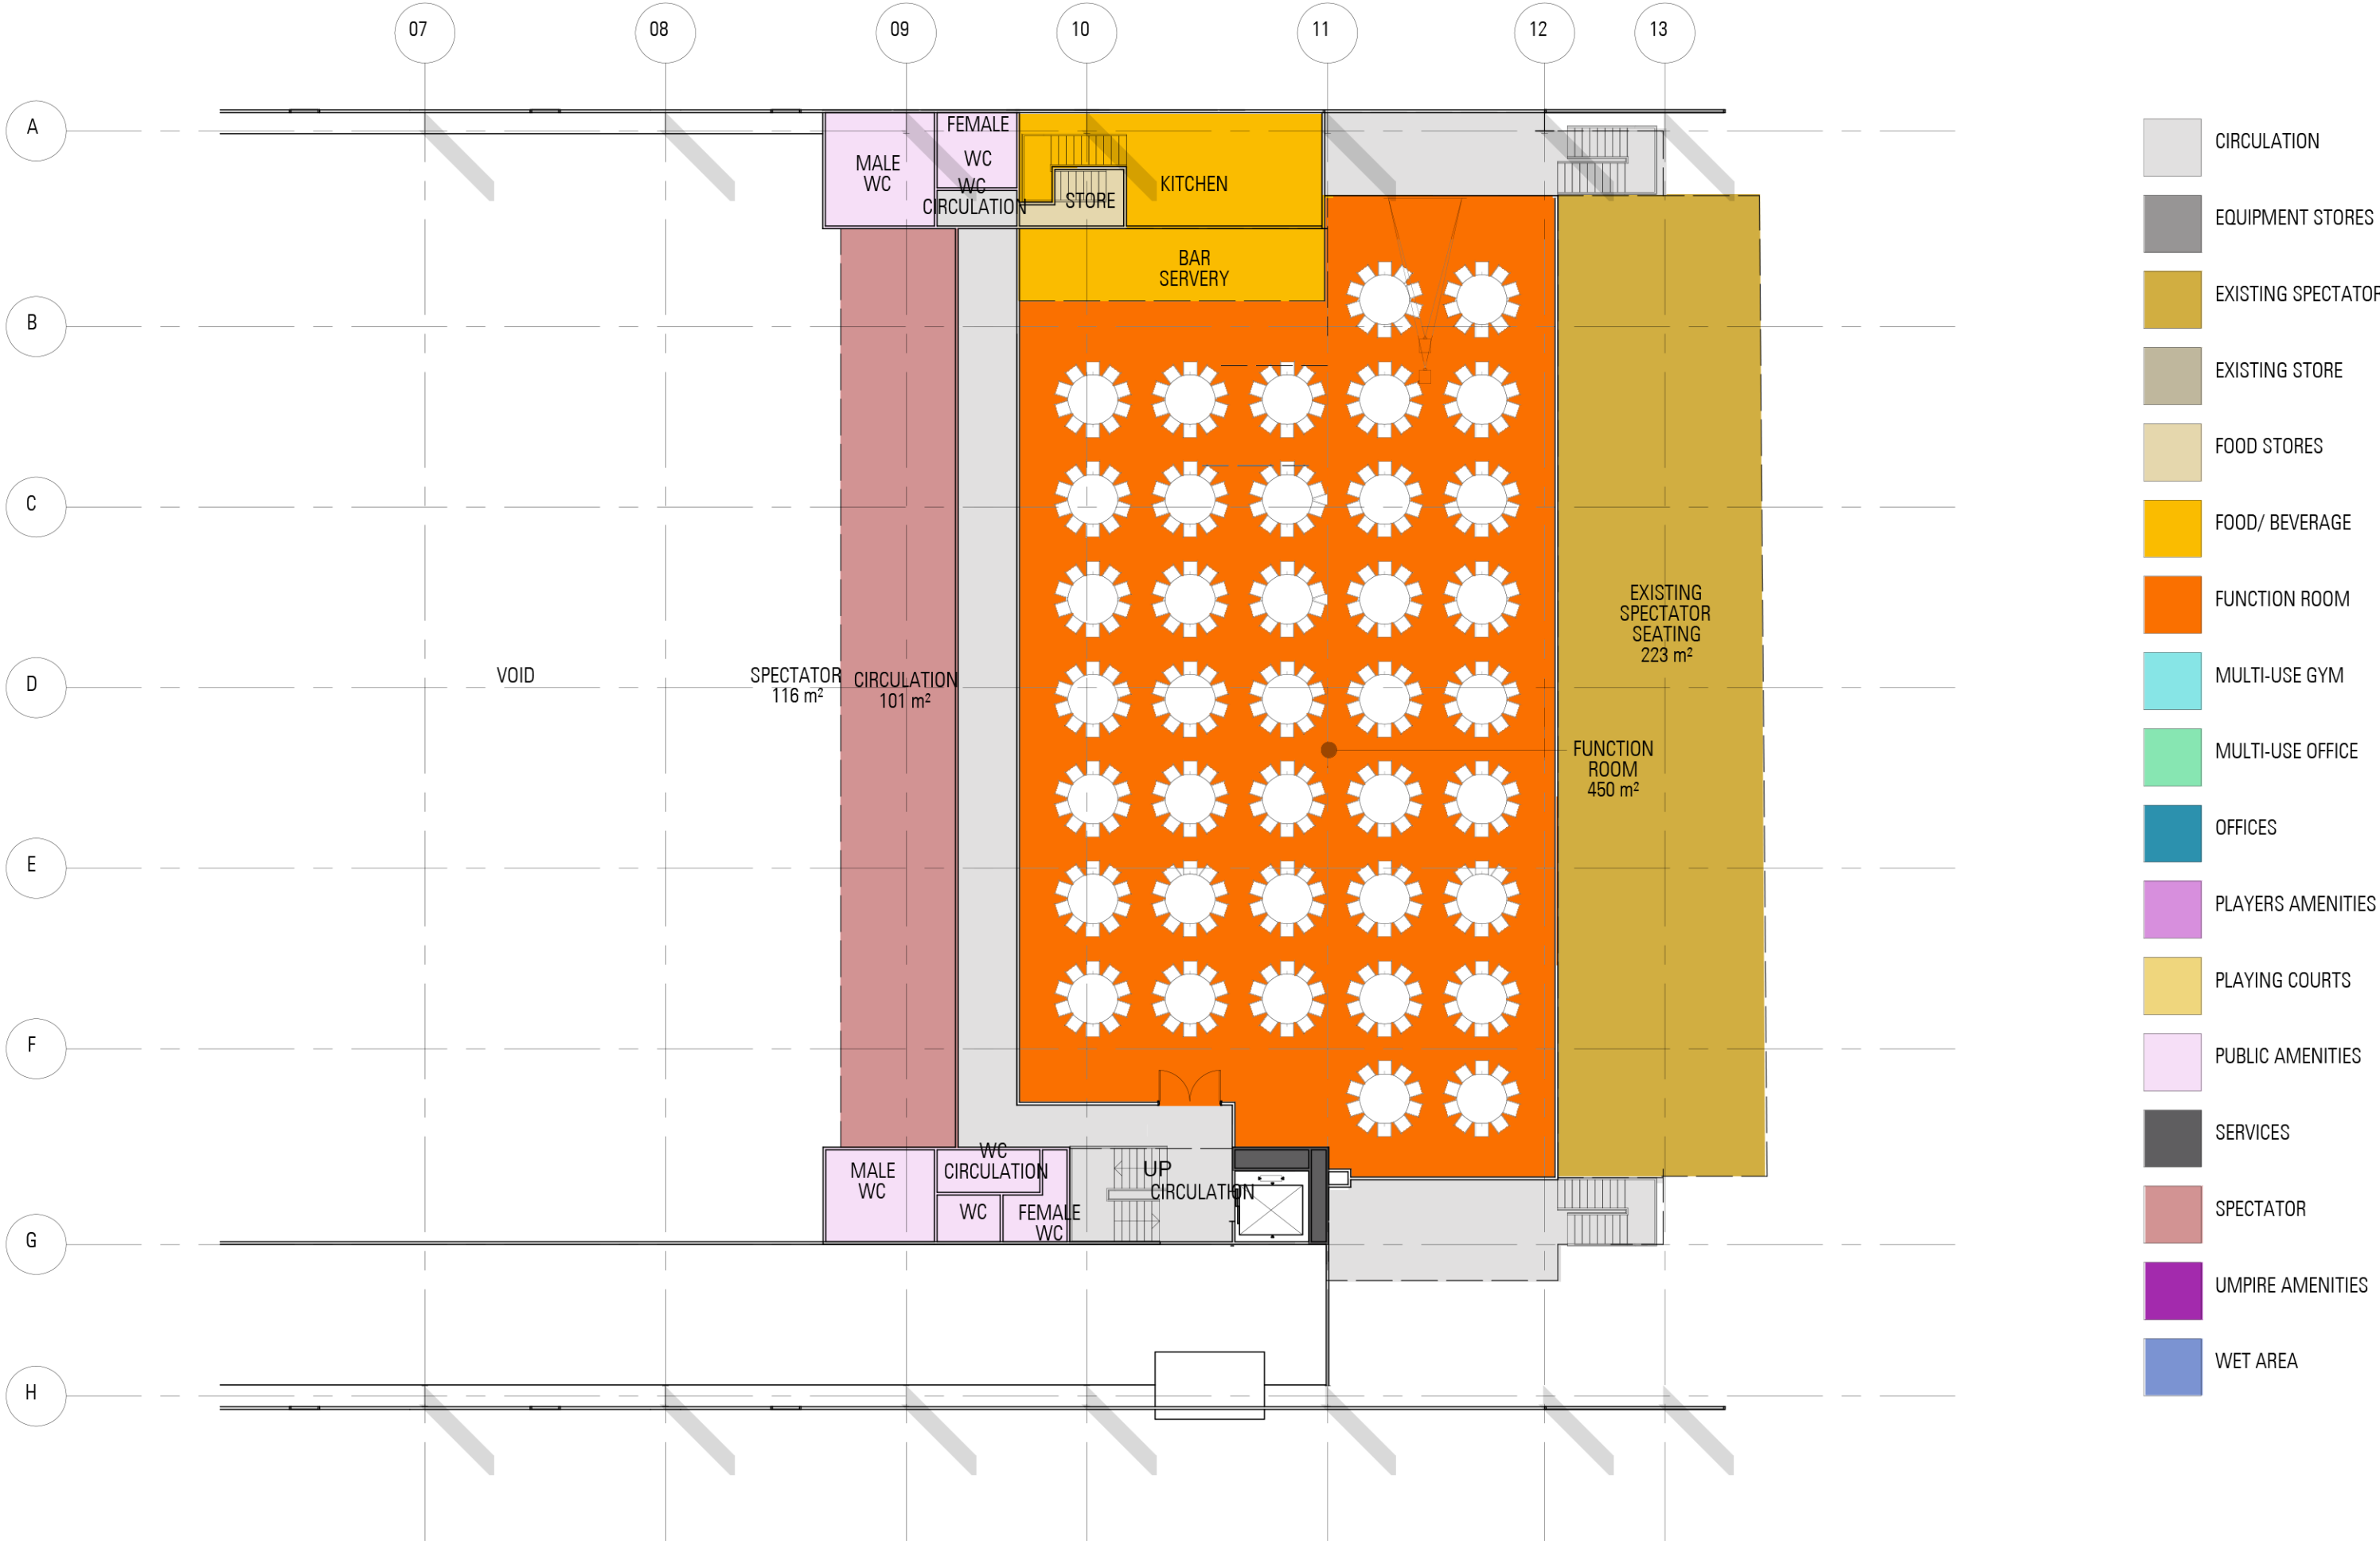 07
08
09
10
11
12
13
A
B
C
D
E
F
G
H
MALE
WC
FEMALE
WC
WC
CIRCULATION
STORE
KITCHEN
BAR
SERVERY
VOID
SPECTATOR
116 m²
CIRCULATION
101 m²
EXISTING
SPECTATOR
SEATING
223 m²
FUNCTION
ROOM
450 m²
MALE
WC
WC
CIRCULATION
WC
FEMALE
WC
UP
CIRCULATION
CIRCULATION
EQUIPMENT STORES
EXISTING SPECTATOR
EXISTING STORE
FOOD STORES
FOOD/ BEVERAGE
FUNCTION ROOM
MULTI-USE GYM
MULTI-USE OFFICE
OFFICES
PLAYERS AMENITIES
PLAYING COURTS
PUBLIC AMENITIES
SERVICES
SPECTATOR
UMPIRE AMENITIES
WET AREA